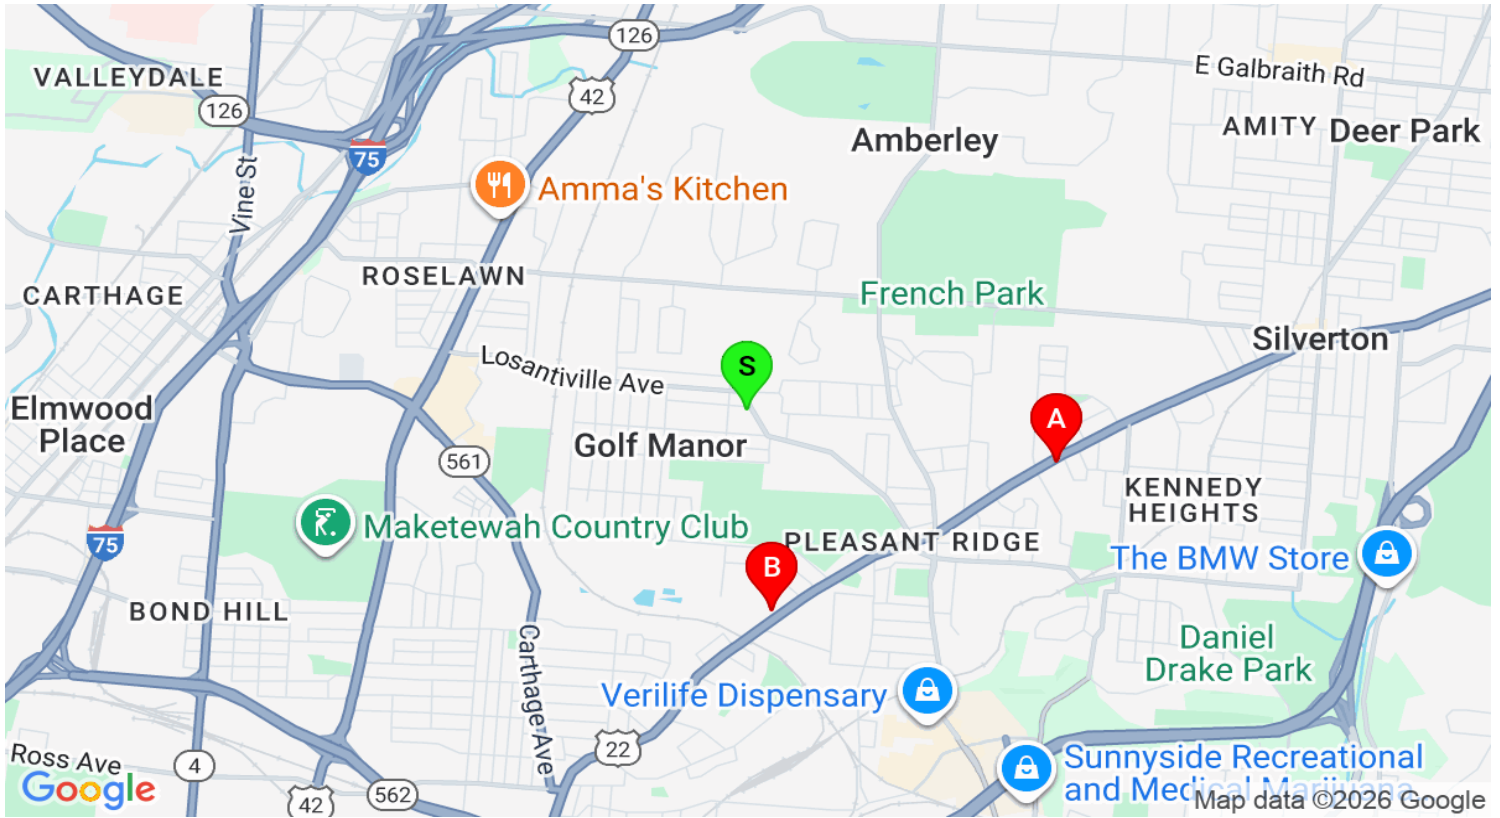 126
42
E Galbraith Rd
VALLEYDALE
126
AMITY
Deer Park
Amberley
75
Vine St
Amma's Kitchen
ROSELAWN
CARTHAGE
French Park
Silverton
Losantiville Ave
S
Elmwood
Place
A
Golf Manor
561
KENNEDY
HEIGHTS
Maketewah Country Club
75
PLEASANT RIDGE
The BMW Store
B
BOND HILL
Carthage Ave
Daniel
Drake Park
Verilife Dispensary
22
Ross Ave
4
Sunnyside Recreational
and Medical Marijuana
Google
42
562
Map data ©2026 Google